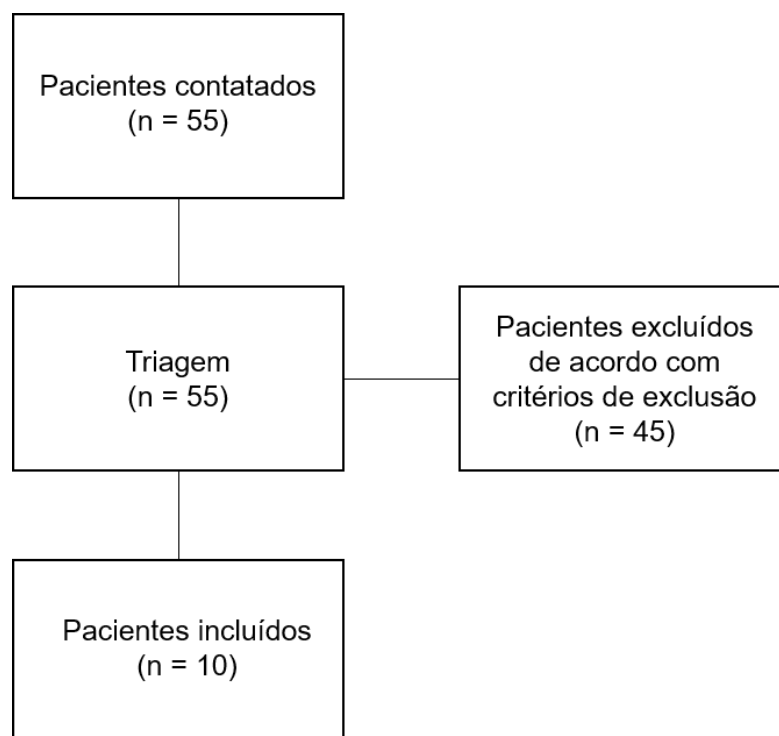 Pacientes contatados
(n = 55)
Triagem
(n = 55)
Pacientes excluídos
de acordo com
critérios de exclusão
(n = 45)
Pacientes incluídos
(n = 10)